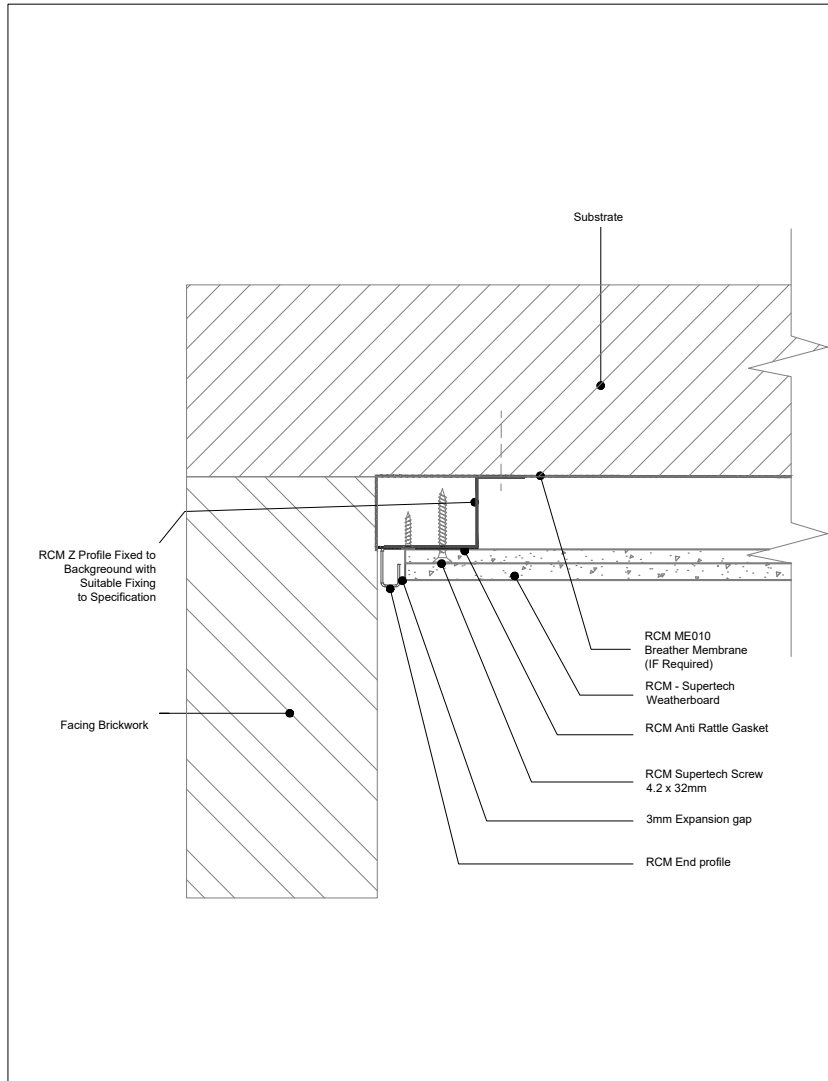 Substrate
RCM Z Profile Fixed to
Background with
Suitable Fixing
to Specification
RCM ME010
Breather Membrane
(IF Required)
RCM - Supertech
Weatherboard
Facing Brickwork
RCM Anti Rattle Gasket
RCM Supertech Screw
4.2 x 32mm
3mm Expansion gap
RCM End profile